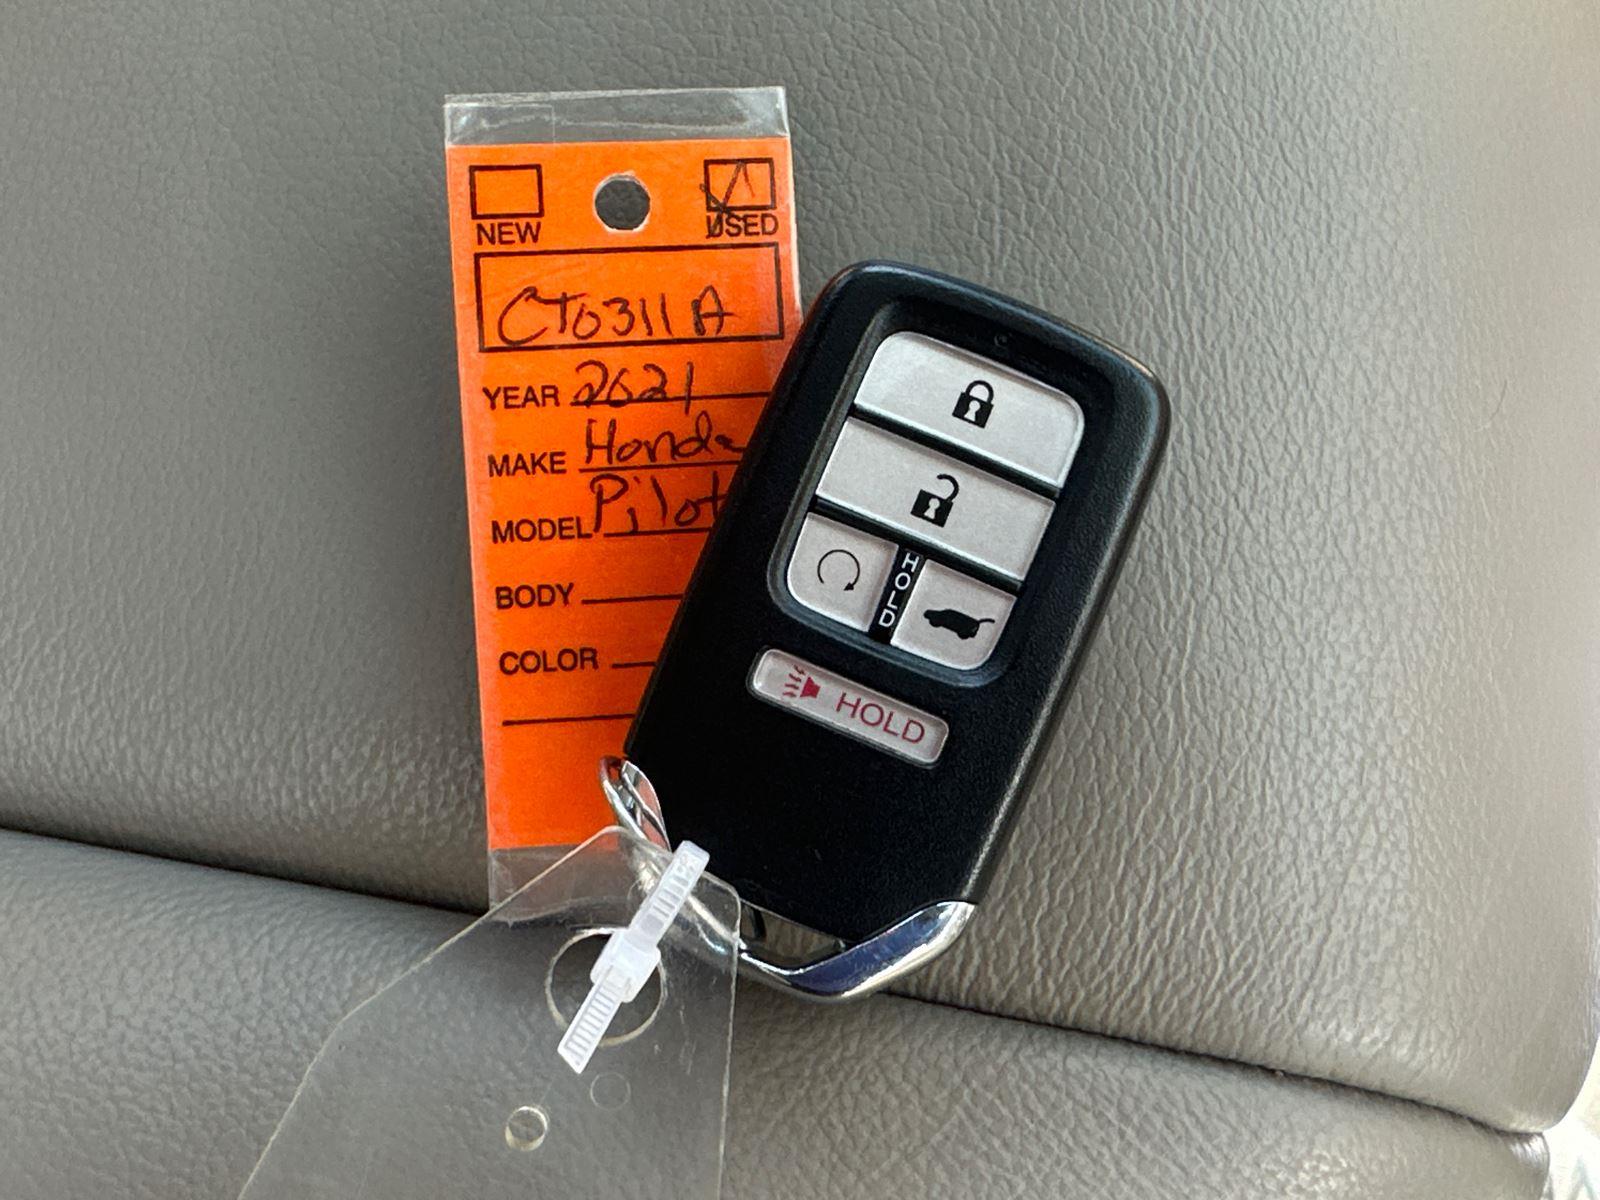 NEW USED
CT0311A
YEAR 2021
MAKE Honda
MODEL Pilot
BODY
COLOR
HOLD
HOLD